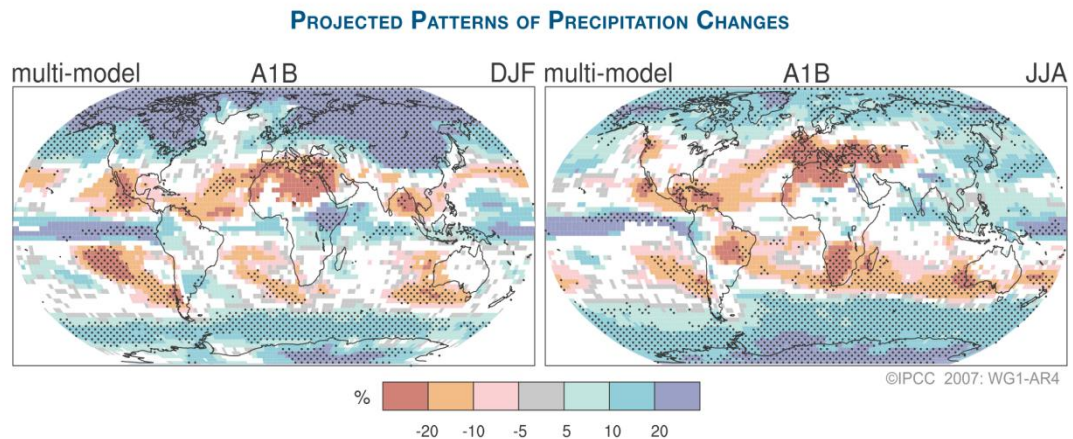 PROJECTED PATTERNS OF PRECIPITATION CHANGES
multi-model A1B DJF
multi-model A1B JJA
©IPCC 2007: WG1-AR4
%
-20 -10 -5 5 10 20